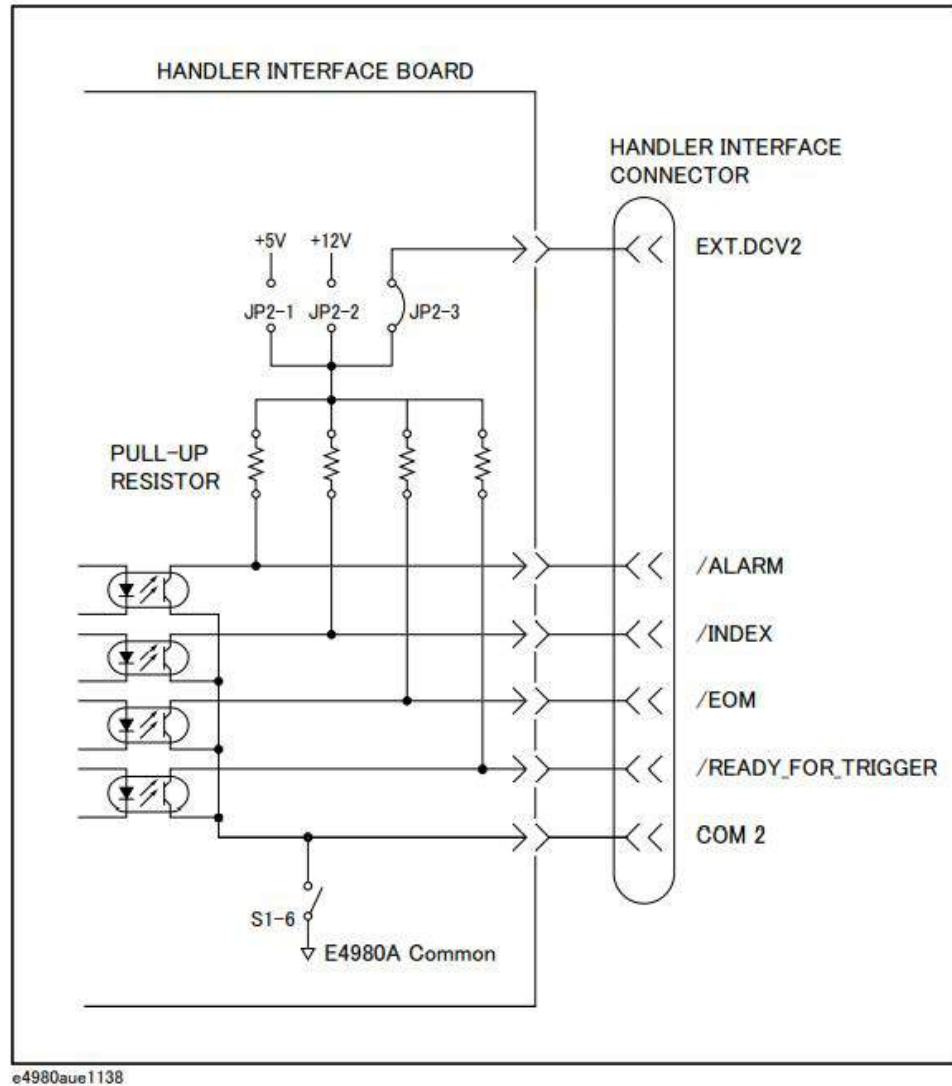 HANDLER INTERFACE BOARD
HANDLER INTERFACE
CONNECTOR
+5V
+12V
EXT.DCV2
JP2-1
JP2-2
JP2-3
PULL-UP
RESISTOR
/ALARM
/INDEX
/EOM
/READY_FOR_TRIGGER
COM 2
S1-6
E4980A Common
e4980aue1138